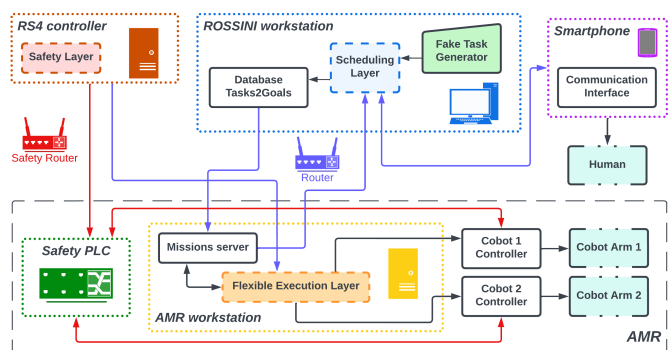 RS4 controller
Safety Layer
ROSSINI workstation
Scheduling
Layer
Fake Task
Generator
Database
Tasks2Goals
Smartphone
Communication
Interface
Human
Safety Router
Router
Safety PLC
Missions server
Flexible Execution Layer
AMR workstation
Cobot 1
Controller
Cobot Arm 1
Cobot 2
Controller
Cobot Arm 2
AMR